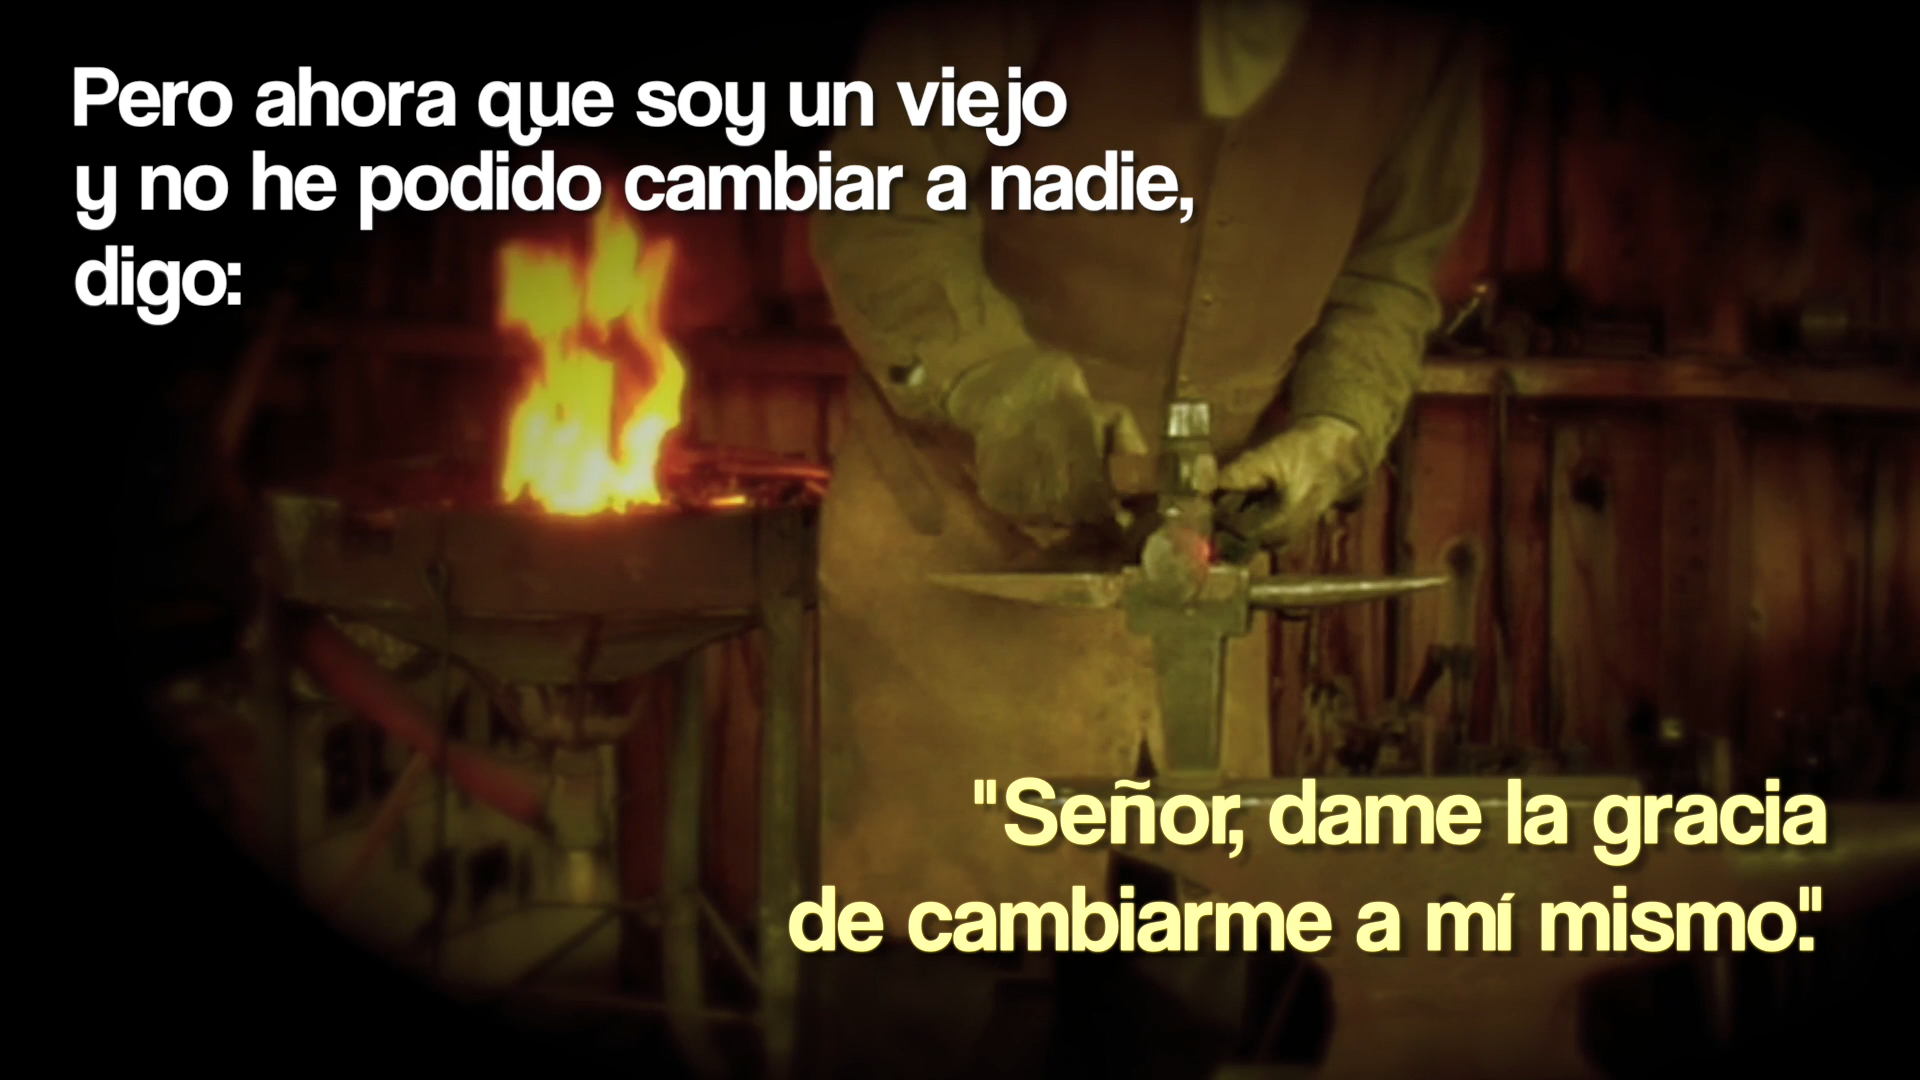 Pero ahora que soy un viejo
y no he podido cambiar a nadie,
digo:
"Señor, dame la gracia
de cambiarme a mí mismo."